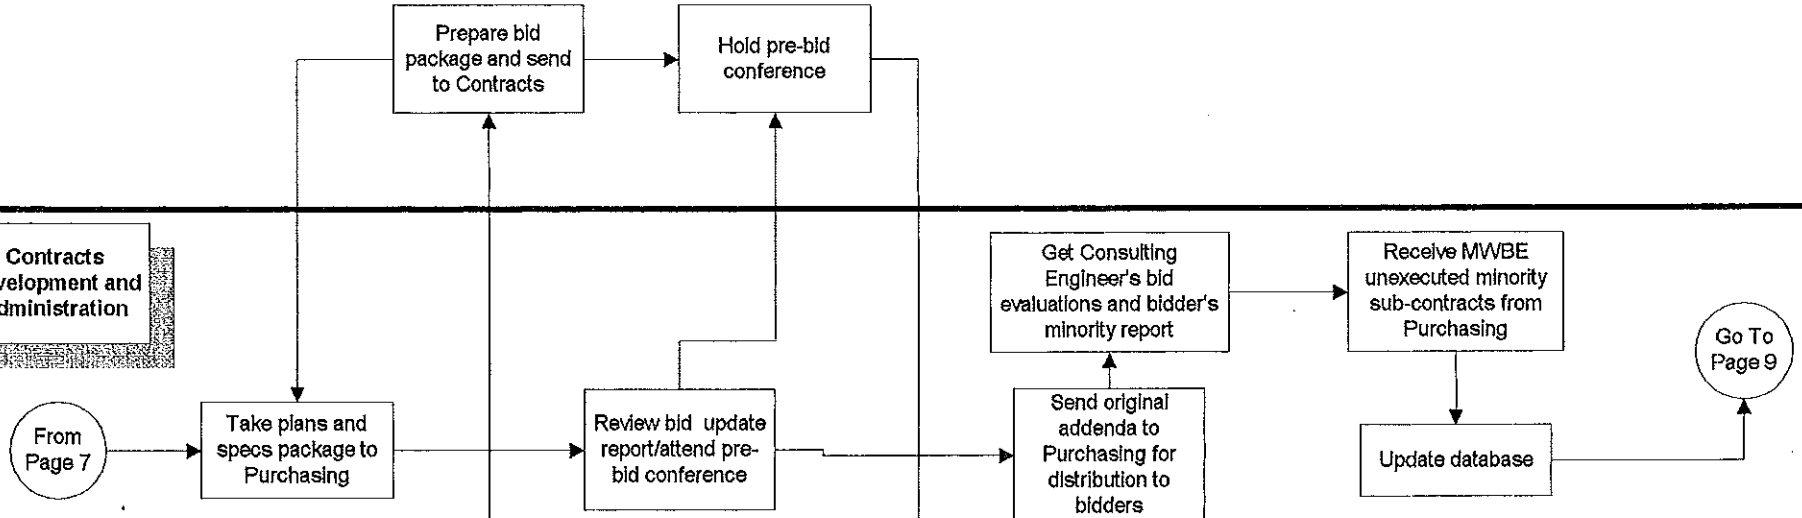 Prepare bid
package and send
to Contracts
Hold pre-bid
conference
Contracts
velopment and
dministration
Get Consulting
Engineer's bid
evaluations and bidder's
minority report
Receive MWBE
unexecuted minority
sub-contracts from
Purchasing
Go To
Page 9
From
Page 7
Take plans and
specs package to
Purchasing
Review bid update
report/attend pre-
bid conference
Send original
addenda to
Purchasing for
distribution to
bidders
Update database